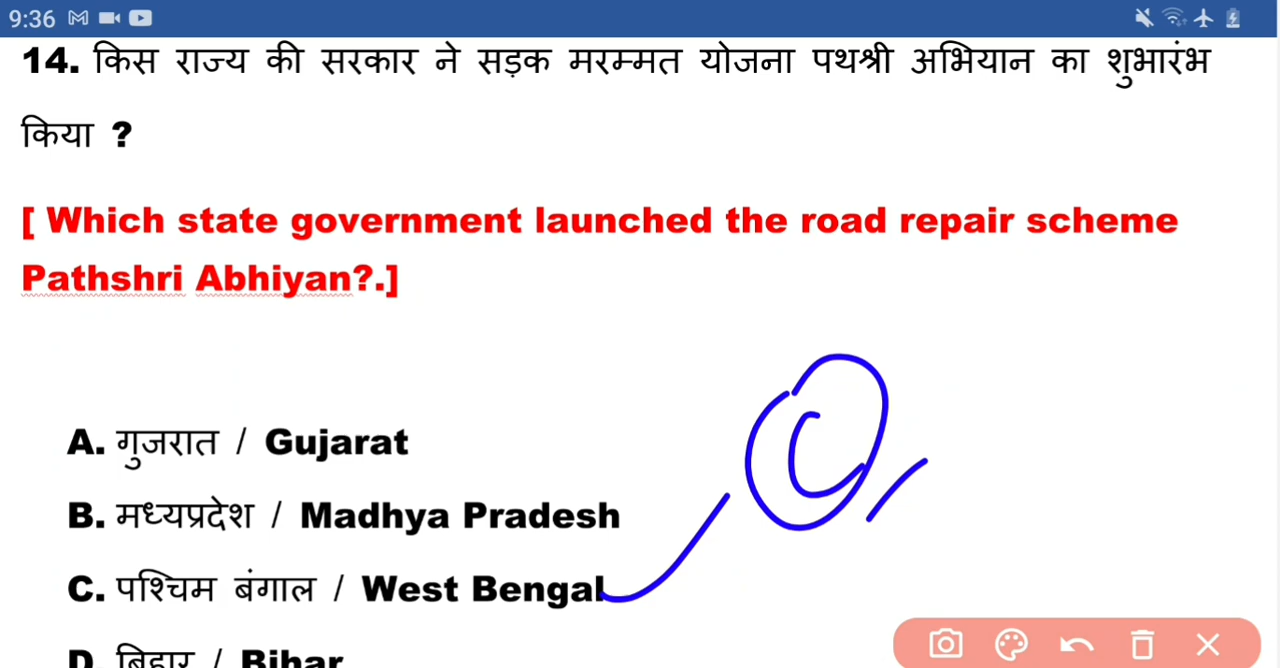 9:36
14. किस राज्य की सरकार ने सड़क मरम्मत योजना पथश्री अभियान का शुभारंभ
किया ?
[ Which state government launched the road repair scheme
Pathshri Abhiyan?.]
A. गुजरात / Gujarat
B. मध्यप्रदेश / Madhya Pradesh
C. पश्चिम बंगाल / West Bengal
C
D. बिहार / Bihar